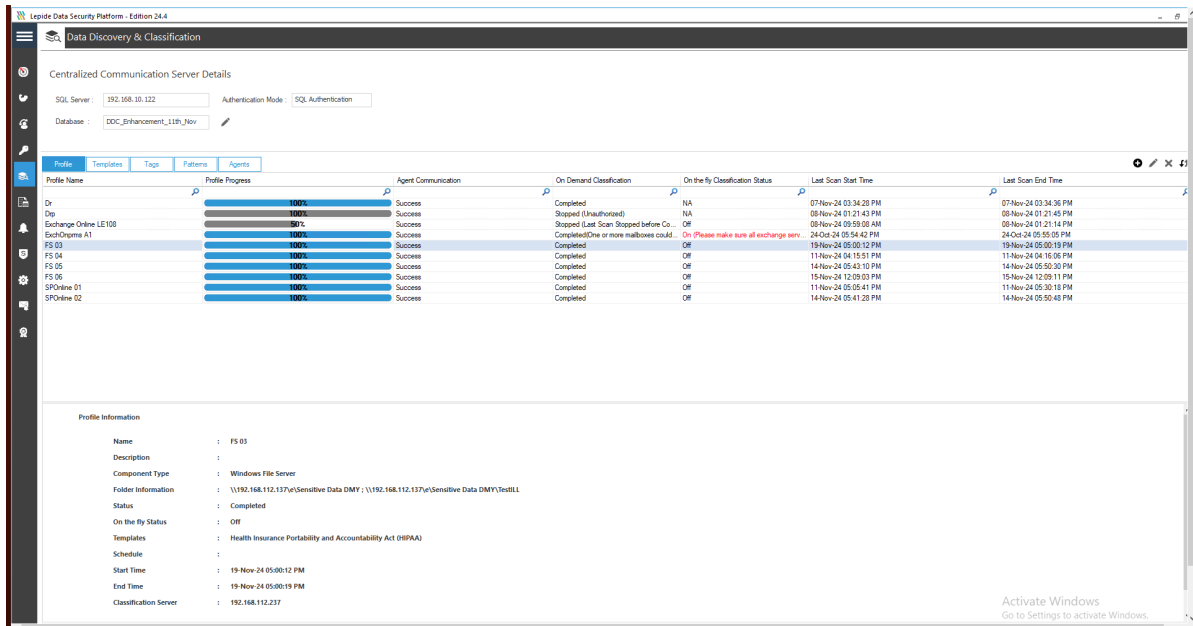 Lepide Data Security Platform - Edition 24.4
Data Discovery & Classification
Centralized Communication Server Details
SQL Server : 192.168.10.122 Authentication Mode : SQL Authentication
Database : DDC_Enhancement_11th_Nov
Profile Templates Tags Patterns Agents
Profile Name Profile Progress Agent Communication On Demand Classification On the fly Classification Status Last Scan Start Time Last Scan End Time
Dr 100% Success Completed NA 07-Nov-24 03:34:28 PM 07-Nov-24 03:34:36 PM
Drp 100% Success Stopped (Unauthorized) NA 08-Nov-24 01:21:43 PM 08-Nov-24 01:21:45 PM
Exchange Online LE108 50% Success Stopped (Last Scan Stopped before Co... Off 08-Nov-24 09:59:08 AM 08-Nov-24 01:21:14 PM
ExchOnpms A1 100% Success Completed(One or more mailboxes could... On (Please make sure all exchange serv... 24-Oct-24 05:54:42 PM 24-Oct-24 05:55:05 PM
FS 03 100% Success Completed Off 19-Nov-24 05:00:12 PM 19-Nov-24 05:00:19 PM
FS 04 100% Success Completed Off 11-Nov-24 04:15:51 PM 11-Nov-24 04:16:06 PM
FS 05 100% Success Completed Off 14-Nov-24 05:43:10 PM 14-Nov-24 05:50:30 PM
FS 06 100% Success Completed Off 15-Nov-24 12:09:03 PM 15-Nov-24 12:09:11 PM
SPOnline 01 100% Success Completed Off 11-Nov-24 05:05:41 PM 11-Nov-24 05:30:18 PM
SPOnline 02 100% Success Completed Off 14-Nov-24 05:41:28 PM 14-Nov-24 05:50:48 PM
Profile Information
Name : FS 03
Description :
Component Type : Windows File Server
Folder Information : \\192.168.112.137\e\Sensitive Data DMY ; \\192.168.112.137\e\Sensitive Data DMY\TestILL
Status : Completed
On the fly Status : Off
Templates : Health Insurance Portability and Accountability Act (HIPAA)
Schedule :
Start Time : 19-Nov-24 05:00:12 PM
End Time : 19-Nov-24 05:00:19 PM
Classification Server : 192.168.112.237
Activate Windows
Go to Settings to activate Windows.